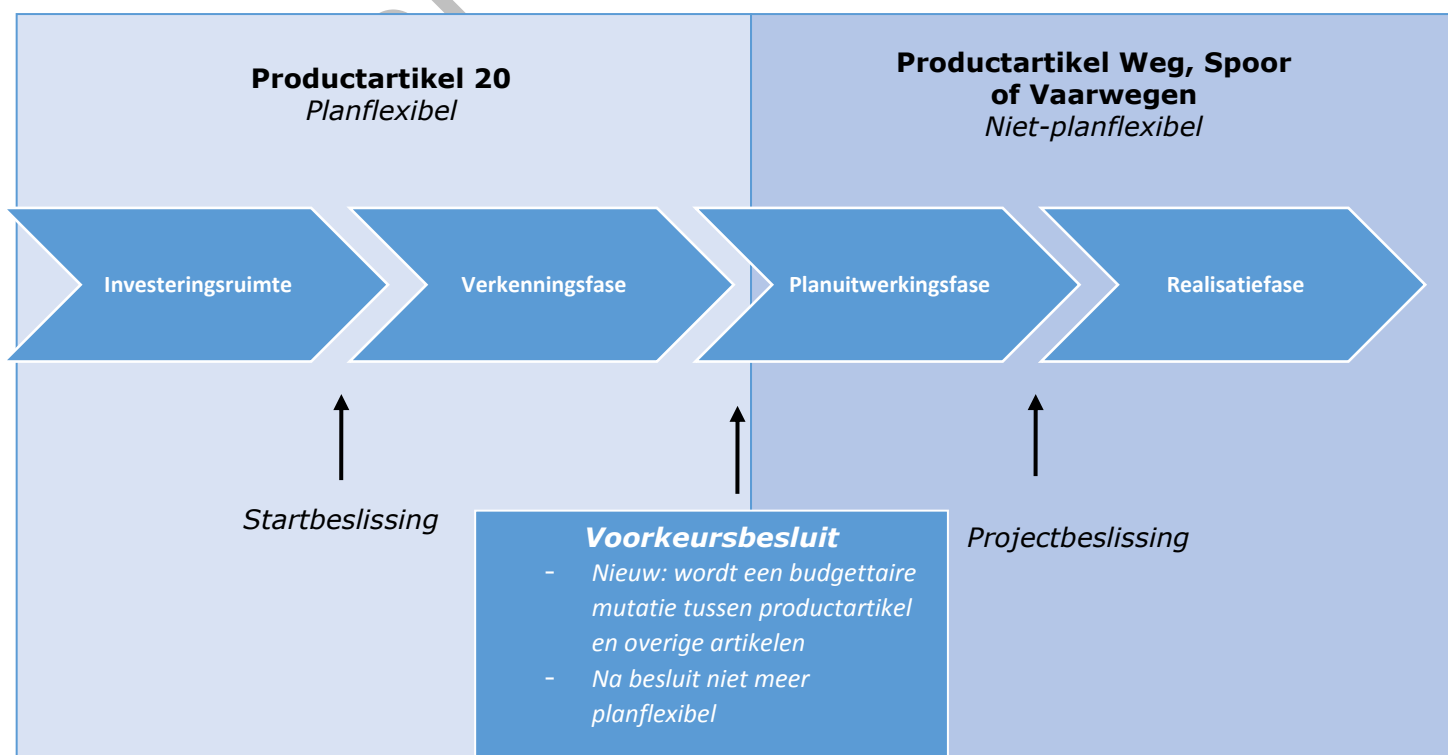 Productartikel 20
Planflexibel
Productartikel Weg, Spoor
of Vaarwegen
Niet-planflexibel
Investeringsruimte
Verkenningsfase
Planuitwerkingsfase
Realisatiefase
Startbeslissing
Voorkeursbesluit
- Nieuw: wordt een budgettaire
mutatie tussen productartikel
en overige artikelen
- Na besluit niet meer
planflexibel
Projectbeslissing